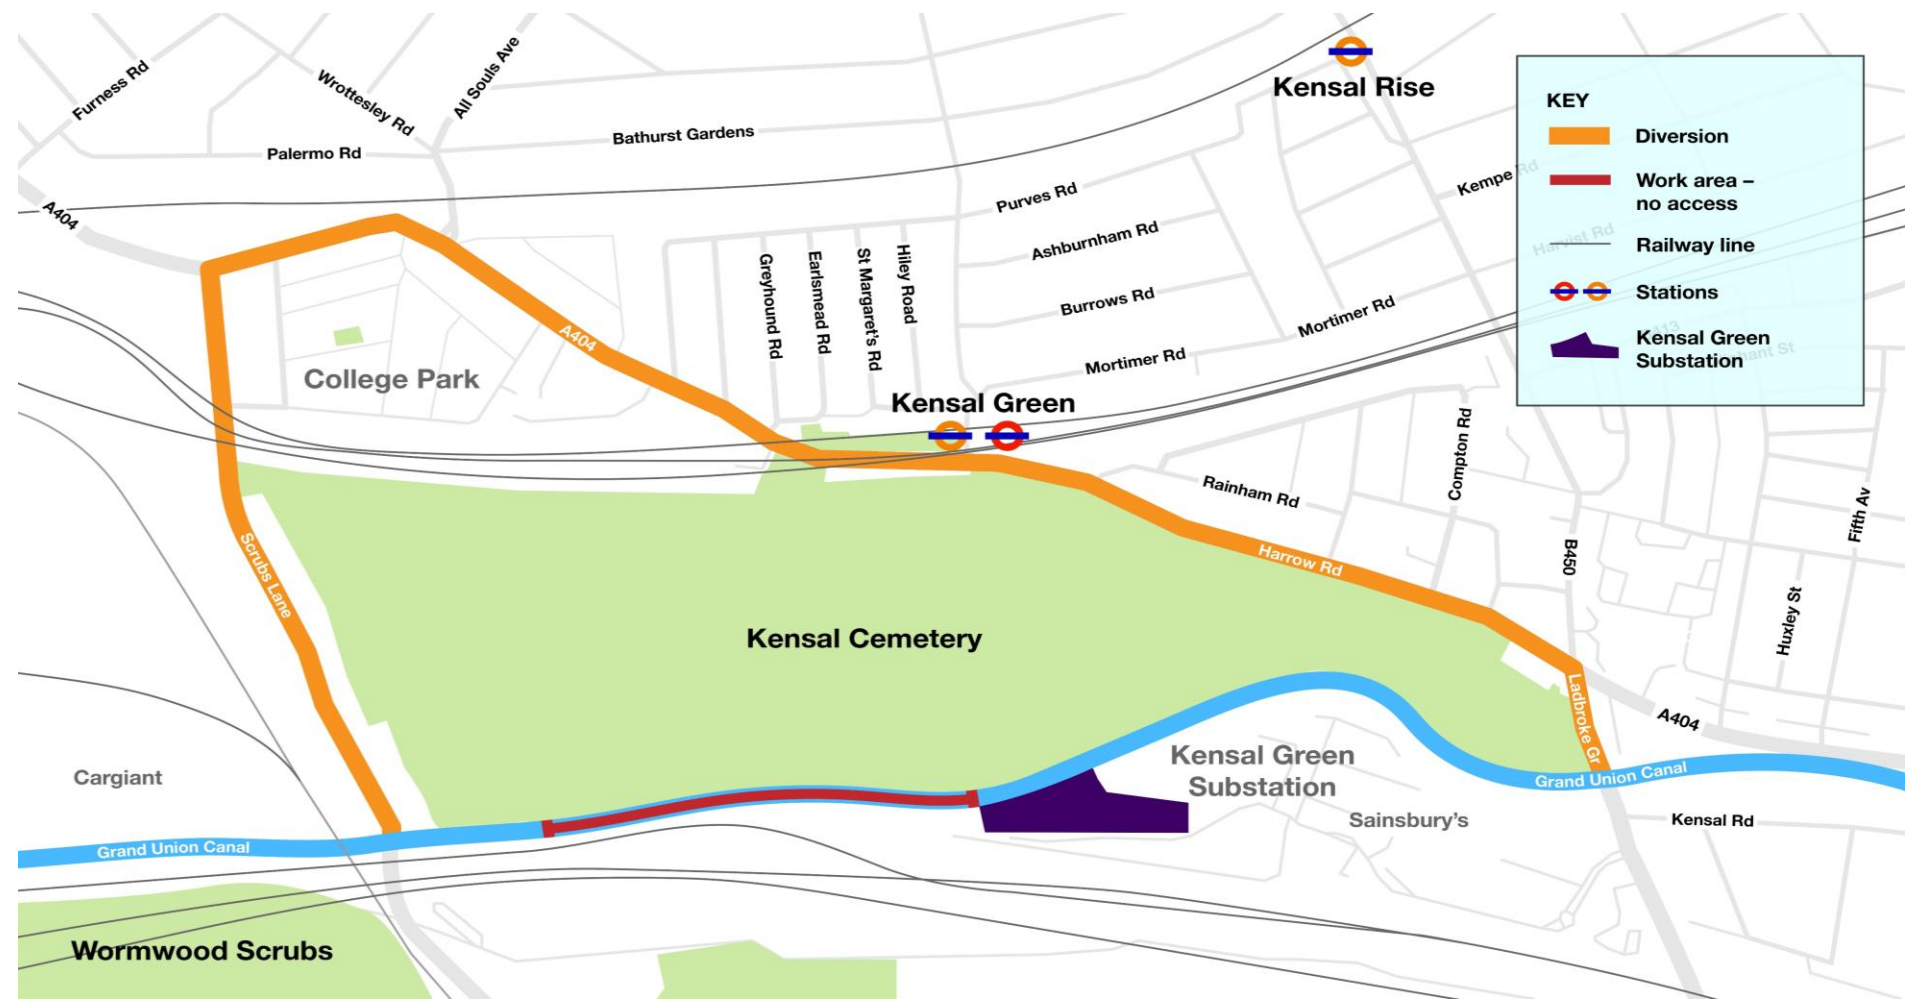 Furness Rd
Wrottesley Rd
All Souls Ave
Palermo Rd
Bathurst Gardens
Kensal Rise
A404
Purves Rd
Kempe Rd
Ashburnham Rd
Harvist Rd
Greyhound Rd
Earlsmead Rd
St Margaret's Rd
Hiley Road
Burrows Rd
Mortimer Rd
A404
Mortimer Rd
College Park
Kensal Green
Compton Rd
Rainham Rd
Fifth Av
Scrubs Lane
Harrow Rd
B450
Huxley St
Kensal Cemetery
Ladbroke Gr
A404
Kensal Green
Substation
Cargiant
Grand Union Canal
Sainsbury's
Kensal Rd
Grand Union Canal
Wormwood Scrubs
KEY
Diversion
Work area –
no access
Railway line
Stations
Kensal Green
Substation